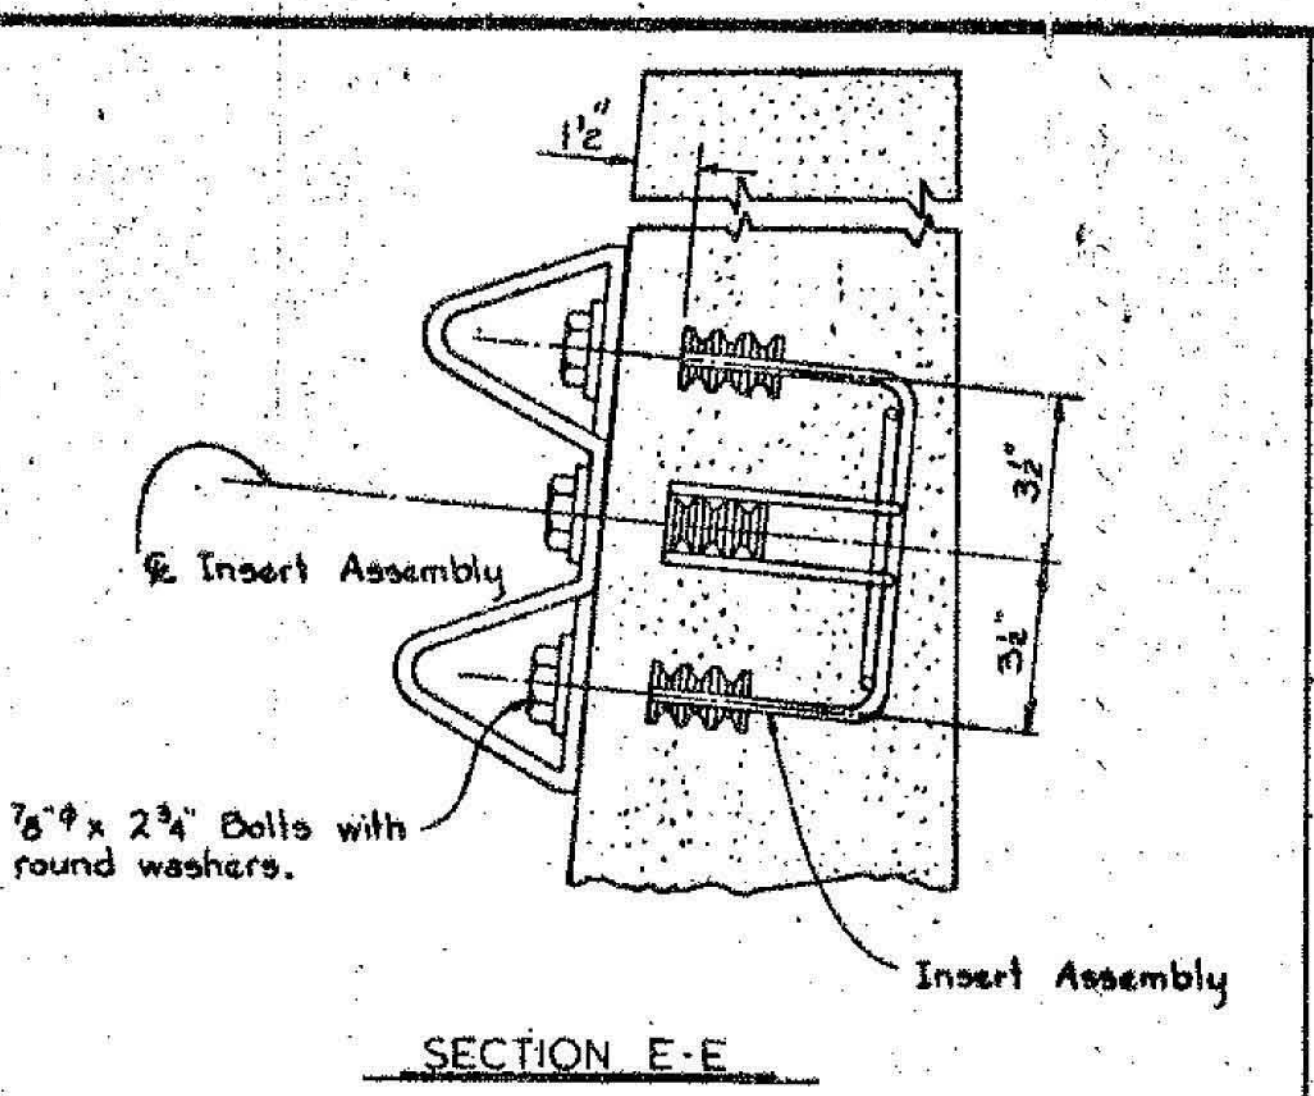 1½"
3½"
3½"
℄ Insert Assembly
⅞"ϕ x 2¾" Bolts with
round washers.
Insert Assembly
SECTION E-E